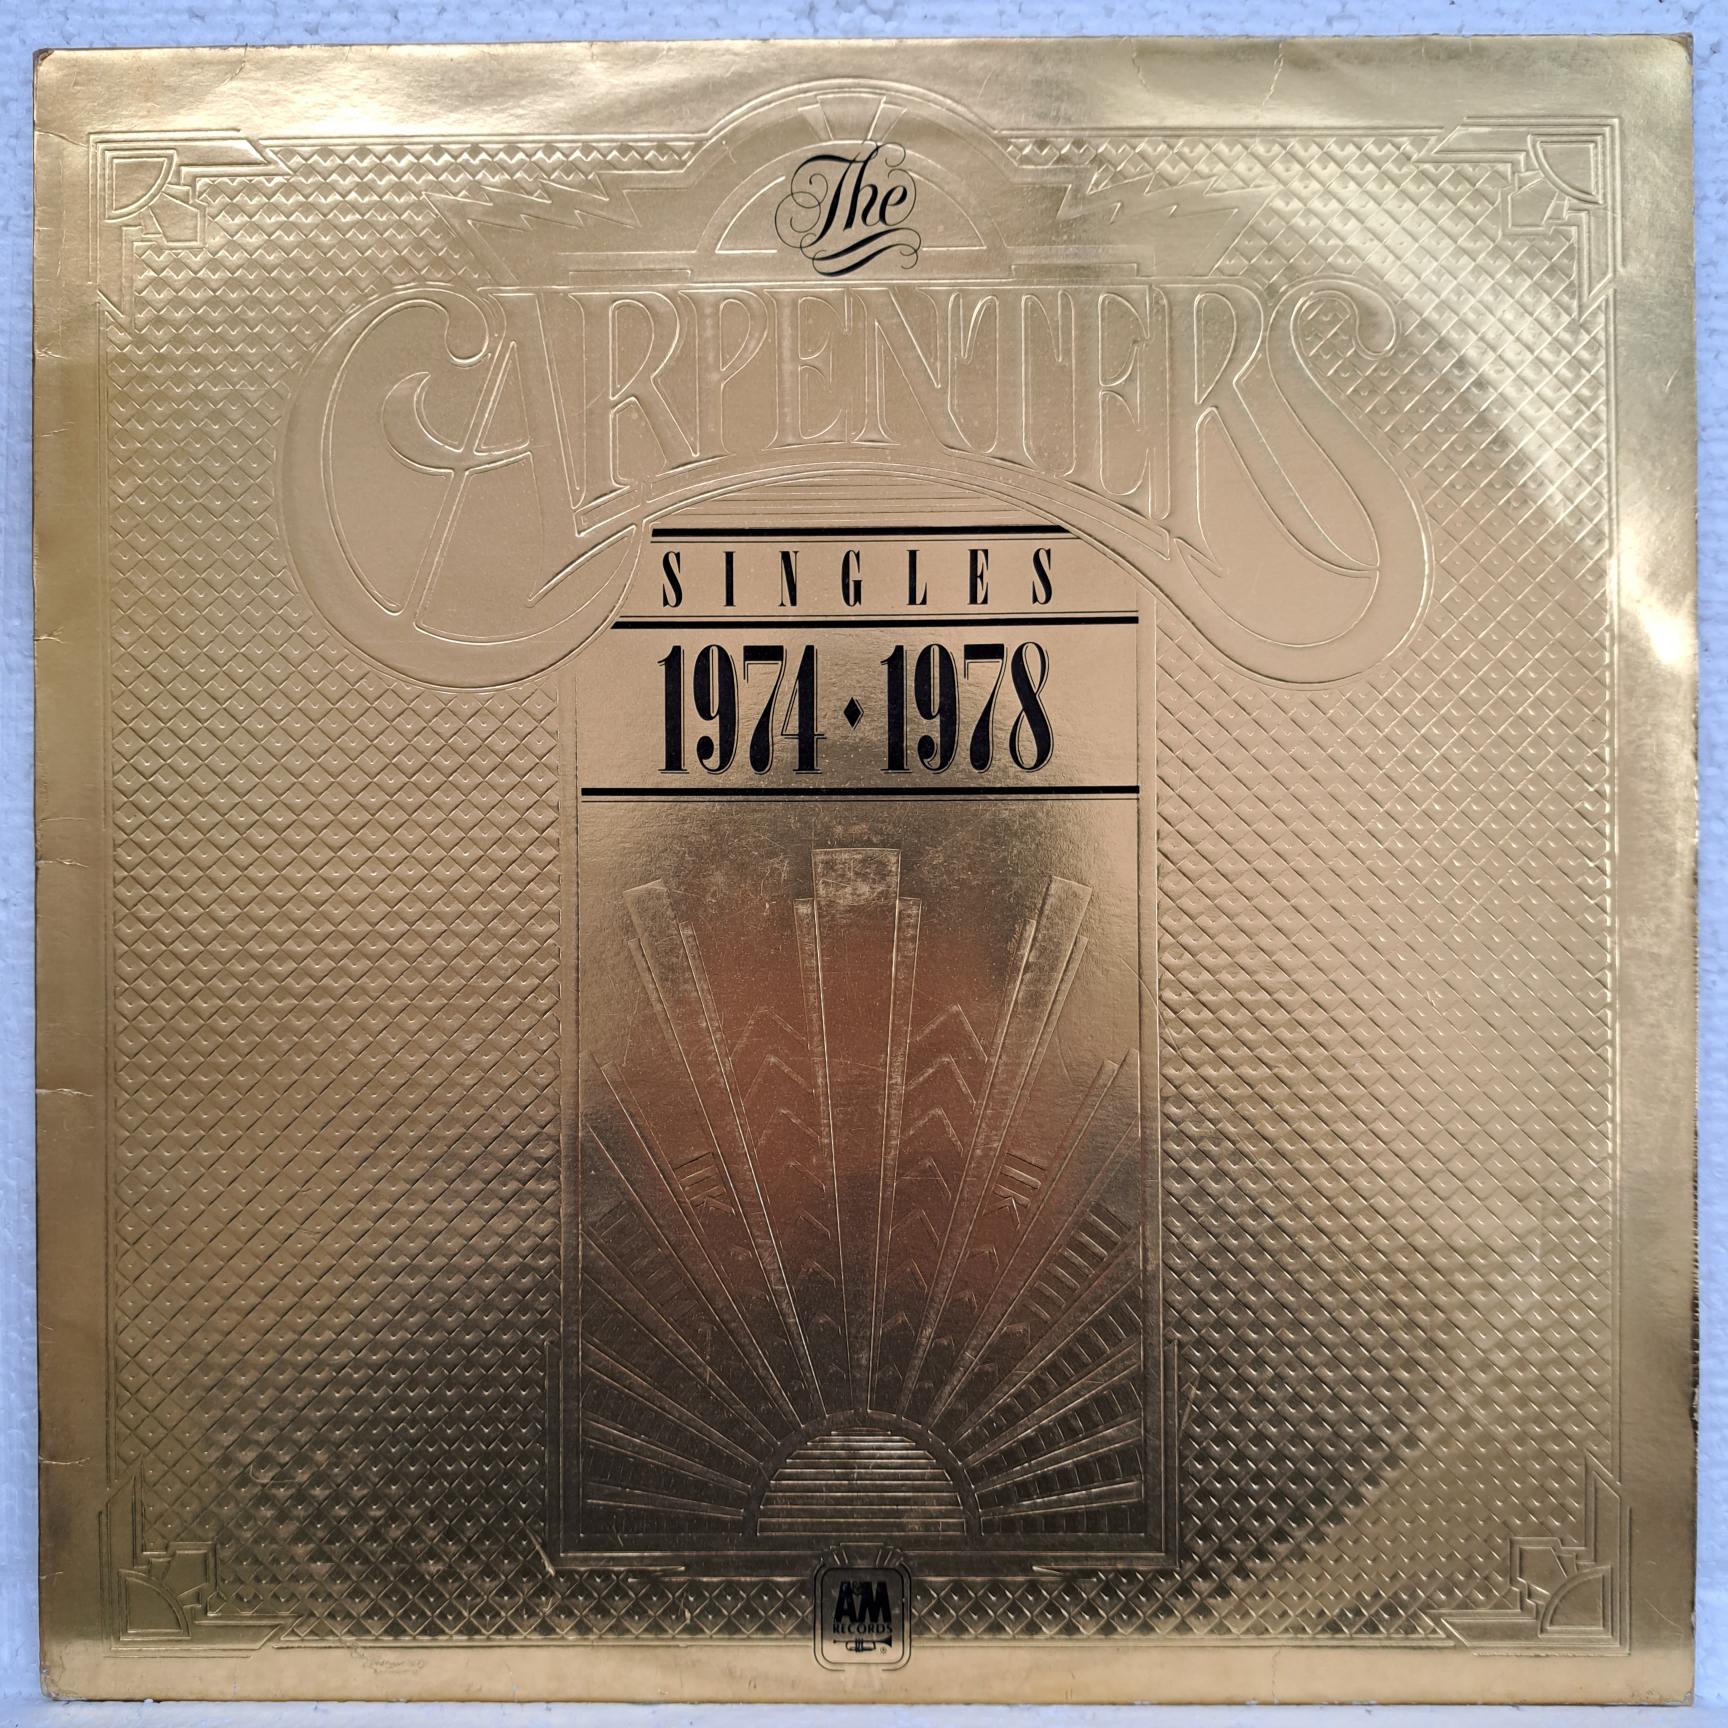 The
CARPENTERS
SINGLES
1974 ♦ 1978
A&M
RECORDS
®